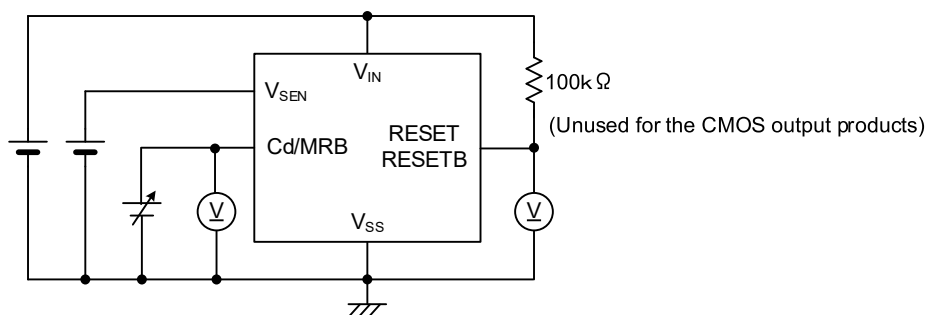 V_IN
V_SEN
100kΩ
(Unused for the CMOS output products)
Cd/MRB
RESET
RESETB
V
V
V_SS